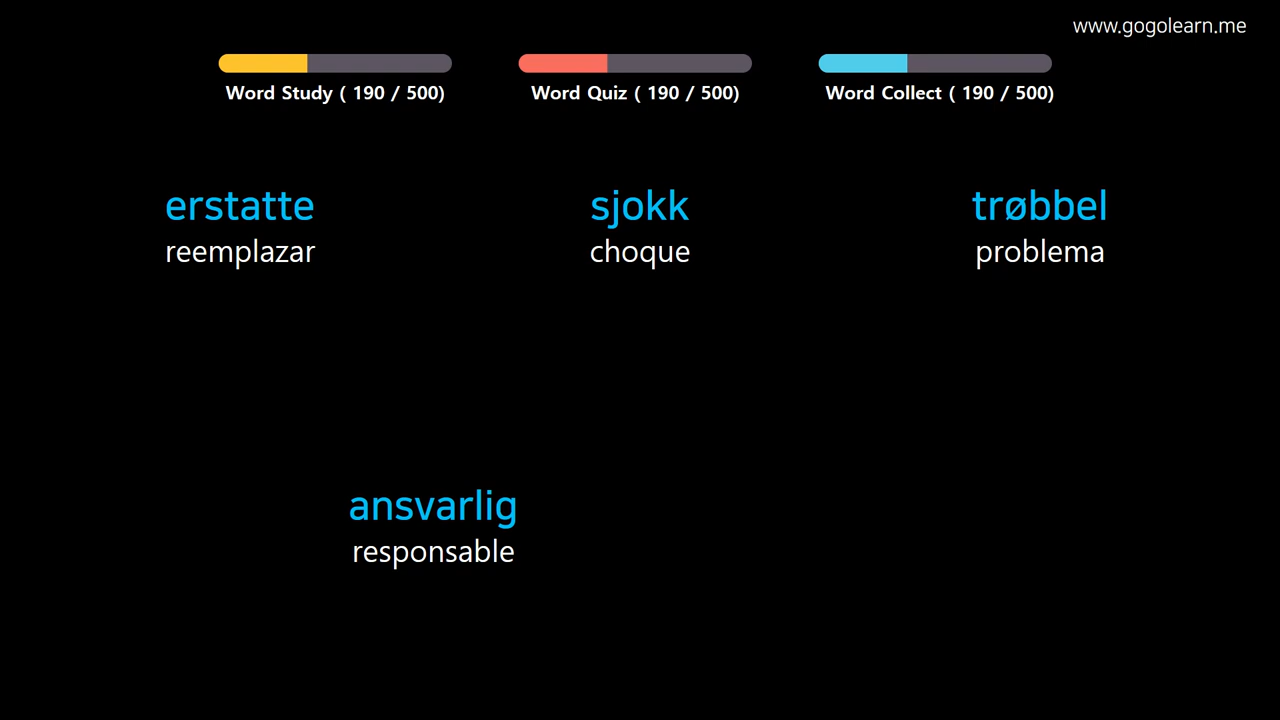 www.gogolearn.me
Word Study ( 190 / 500)
Word Quiz ( 190 / 500)
Word Collect ( 190 / 500)
erstatte
reemplazar
sjokk
choque
trøbbel
problema
ansvarlig
responsable